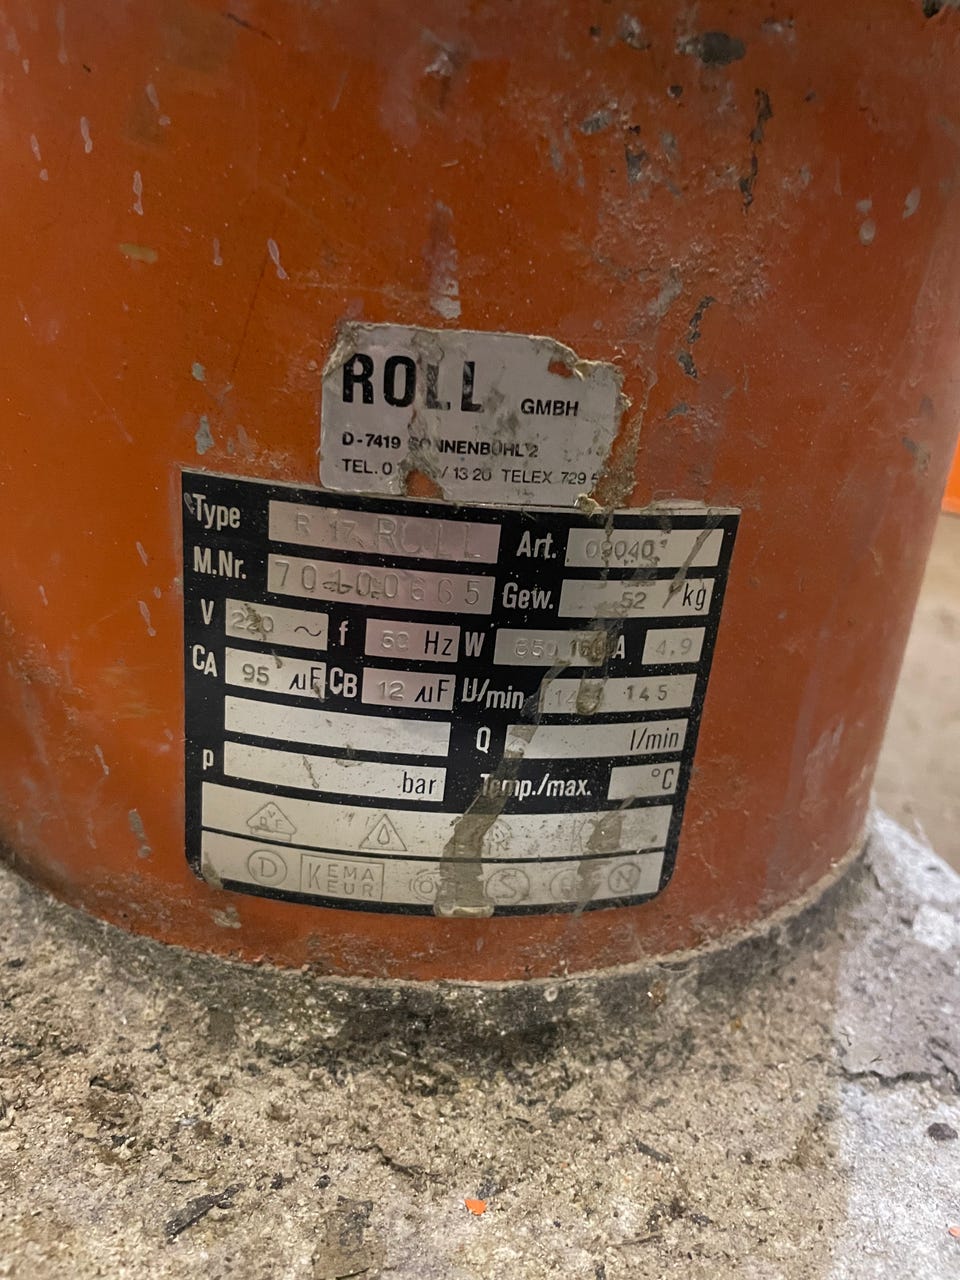 ROLL GMBH
D-7419 SONNENBÜHL 2
TEL. 0 / 13 20 TELEX 729
Type R 17 ROLL Art. 09040
M.Nr. 70100665 Gew. 52 kg
V 220 ~ f 50 Hz W 650 A 4.9
CA 95 µF CB 12 µF U/min 145
Q l/min
p bar Temp./max. °C
VDE
D KEMA EUR Ö S N